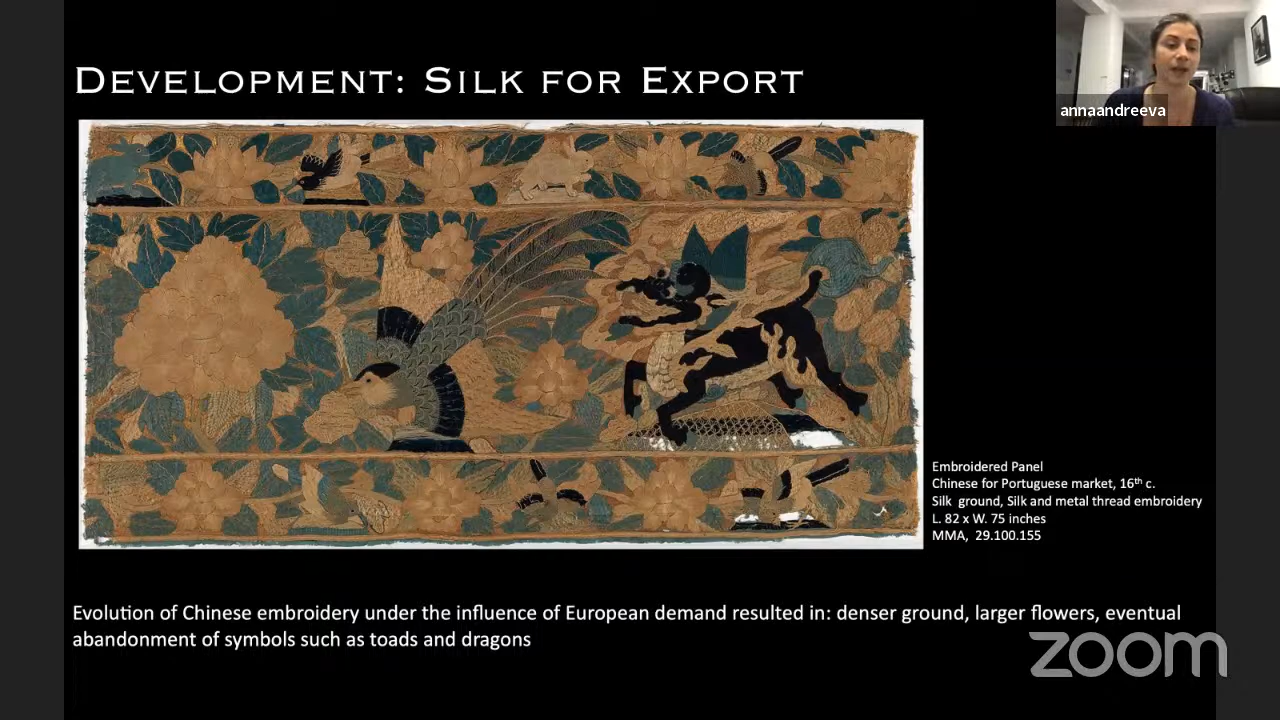 DEVELOPMENT: SILK FOR EXPORT
annaandreeva
Embroidered Panel
Chinese for Portuguese market, 16th c.
Silk ground, Silk and metal thread embroidery
L. 82 x W. 75 inches
MMA, 29.100.155
Evolution of Chinese embroidery under the influence of European demand resulted in: denser ground, larger flowers, eventual
abandonment of symbols such as toads and dragons
zoom